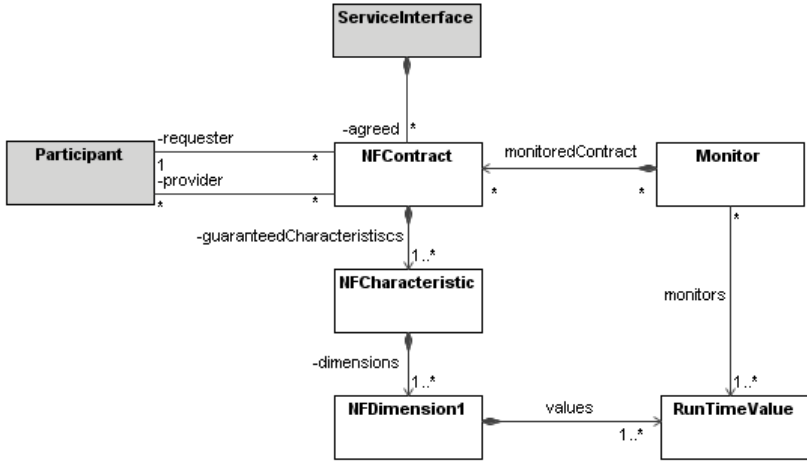 ServiceInterface
-agreed *
Participant
-requester
1
*
-provider
*
*
NFContract
monitoredContract
*
*
Monitor
*
-guaranteedCharacteristiscs
1..*
NFCharacteristic
monitors
-dimensions
1..*
1..*
NFDimension1
values
1..*
RunTimeValue